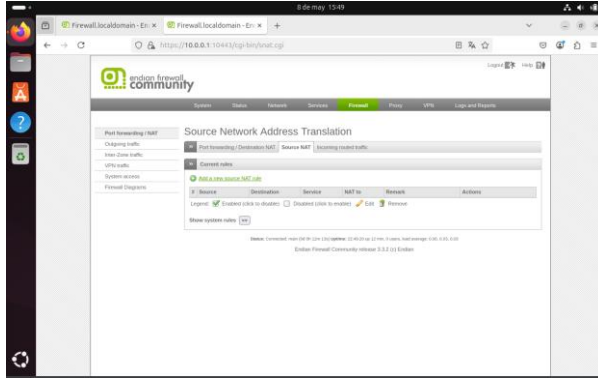 8 de may 15:49
Firewall.localdomain - En
Firewall.localdomain - En
https://10.0.0.1:10443/cgi-bin/snat.cgi
Logout Help
endian firewall
community
System Status Network Services Firewall Proxy VPN Logs and Reports
Port forwarding / NAT
Outgoing traffic
Inter-Zone traffic
VPN traffic
System access
Firewall Diagrams
Source Network Address Translation
Port forwarding / Destination NAT Source NAT Incoming routed traffic
Current rules
Add a new source NAT rule
# Source Destination Service NAT to Remark Actions
Legend: Enabled (click to disable) Disabled (click to enable) Edit Remove
Show system rules >>
Status: Connected: main
Endian Firewall Community release 3.3.2 (c) Endian